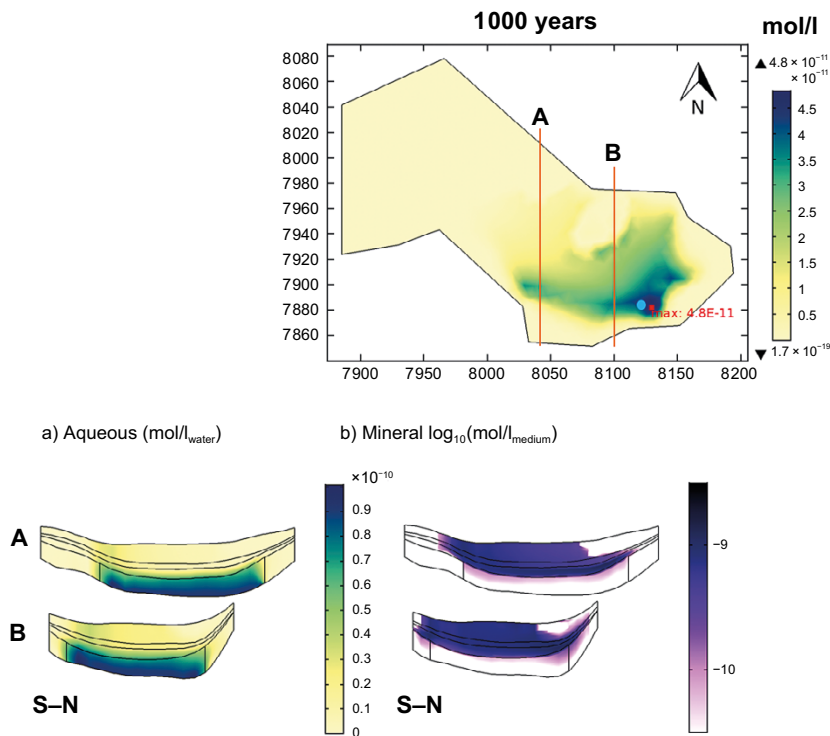 1000 years
mol/l
4.8 × 10⁻¹¹
× 10⁻¹¹
8080
8060
8040
8020
8000
7980
7960
7940
7920
7900
7880
7860
A
B
N
max: 4.8E-11
4.5
4
3.5
3
2.5
2
1.5
1
0.5
0
1.7 × 10⁻¹⁹
7900 7950 8000 8050 8100 8150 8200
a) Aqueous (mol/l_water)
b) Mineral log₁₀(mol/l_medium)
×10⁻¹⁰
0.9
0.8
0.7
0.6
0.5
0.4
0.3
0.2
0.1
0
−9
−10
A
B
S–N
S–N